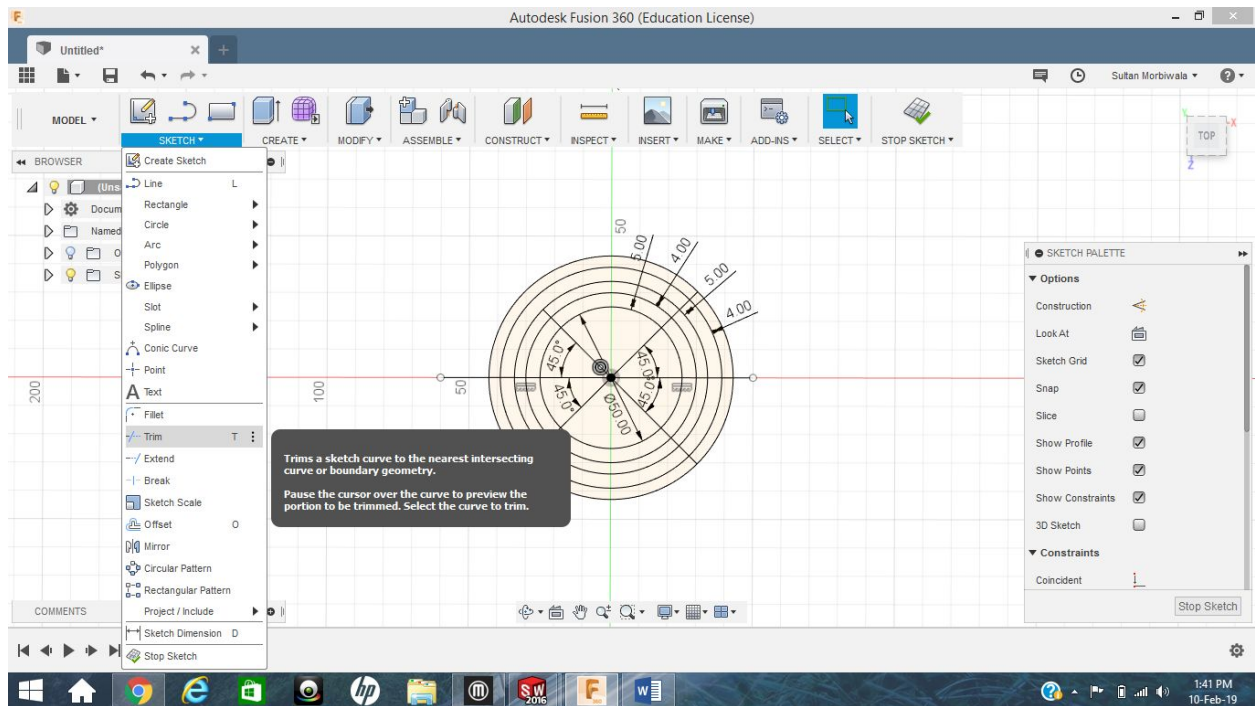 Autodesk Fusion 360 (Education License)
Untitled*
Sultan Morbiwala
MODEL
SKETCH
CREATE
MODIFY
ASSEMBLE
CONSTRUCT
INSPECT
INSERT
MAKE
ADD-INS
SELECT
STOP SKETCH
TOP
X
Z
BROWSER
(Uns
Docum
Named
O
S
Create Sketch
Line L
Rectangle
Circle
Arc
Polygon
Ellipse
Slot
Spline
Conic Curve
Point
Text
Fillet
Trim T
Extend
Break
Sketch Scale
Offset O
Mirror
Circular Pattern
Rectangular Pattern
Project / Include
Sketch Dimension D
Stop Sketch
Trims a sketch curve to the nearest intersecting
curve or boundary geometry.
Pause the cursor over the curve to preview the
portion to be trimmed. Select the curve to trim.
50
5.00
4.00
5.00
4.00
45.0°
45.0°
45.0°
45.0°
Ø50.00
200
100
50
SKETCH PALETTE
Options
Construction
Look At
Sketch Grid
Snap
Slice
Show Profile
Show Points
Show Constraints
3D Sketch
Constraints
Coincident
Stop Sketch
COMMENTS
SW
2016
1:41 PM
10-Feb-19